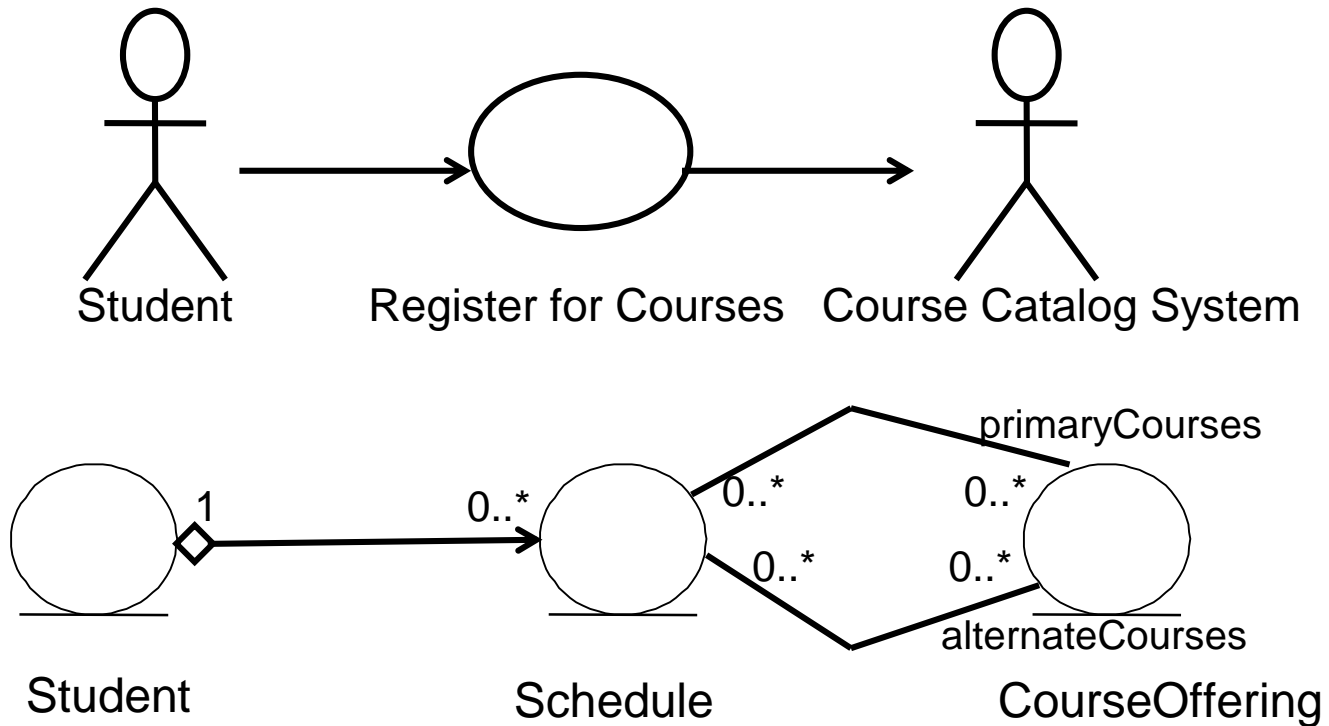 Student
Register for Courses
Course Catalog System
primaryCourses
1
0..*
0..*
0..*
0..*
0..*
alternateCourses
Student
Schedule
CourseOffering